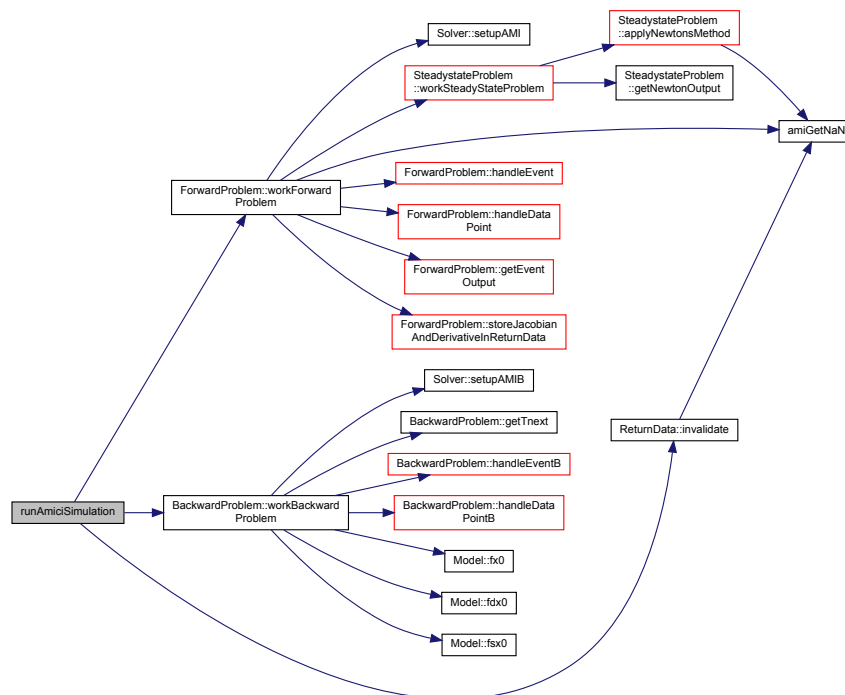 SteadystateProblem
::applyNewtonsMethod
Solver::setupAMI
SteadystateProblem
::workSteadyStateProblem
SteadystateProblem
::getNewtonOutput
amiGetNaN
ForwardProblem::workForward
Problem
ForwardProblem::handleEvent
ForwardProblem::handleData
Point
ForwardProblem::getEvent
Output
ForwardProblem::storeJacobian
AndDerivativeInReturnData
Solver::setupAMIB
BackwardProblem::getTnext
ReturnData::invalidate
BackwardProblem::handleEventB
runAmiciSimulation
BackwardProblem::workBackward
Problem
BackwardProblem::handleData
PointB
Model::fx0
Model::fdx0
Model::fsx0